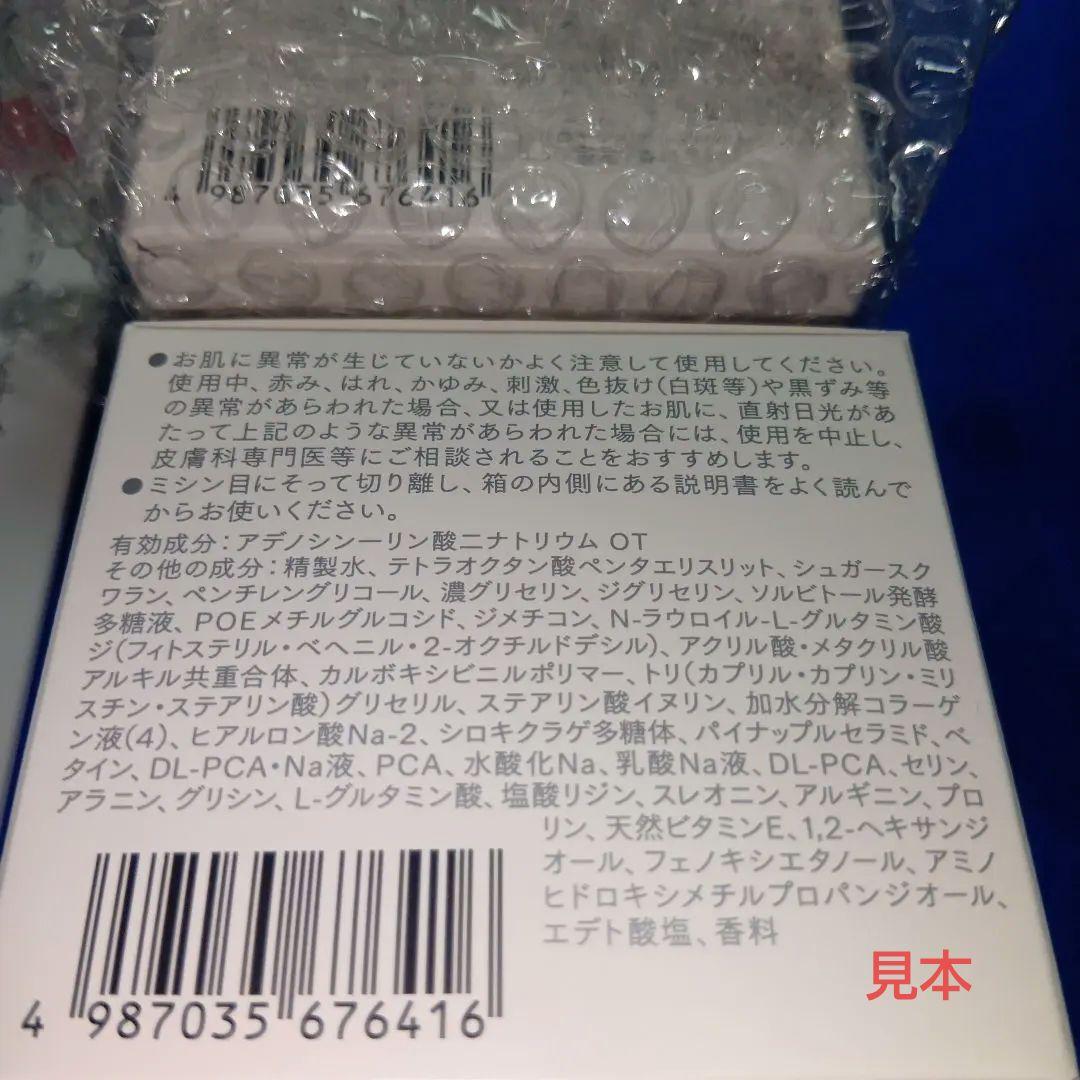 4 987035 676416
●お肌に異常が生じていないかよく注意して使用してください。
使用中、赤み、はれ、かゆみ、刺激、色抜け(白斑等)や黒ずみ等
の異常があらわれた場合、又は使用したお肌に、直射日光があ
たって上記のような異常があらわれた場合には、使用を中止し、
皮膚科専門医等にご相談されることをおすすめします。
●ミシン目にそって切り離し、箱の内側にある説明書をよく読んで
からお使いください。
有効成分：アデノシン一リン酸二ナトリウム OT
その他の成分：精製水、テトラオクタン酸ペンタエリスリット、シュガースク
ワラン、ペンチレングリコール、濃グリセリン、ジグリセリン、ソルビトール発酵
多糖液、POEメチルグルコシド、ジメチコン、N-ラウロイル-L-グルタミン酸
ジ(フィトステリル・ベヘニル・2-オクチルドデシル)、アクリル酸・メタクリル酸
アルキル共重合体、カルボキシビニルポリマー、トリ(カプリル・カプリン・ミリ
スチン・ステアリン酸)グリセリル、ステアリン酸イヌリン、加水分解コラーゲ
ン液(4)、ヒアルロン酸Na-2、シロキクラゲ多糖体、パイナップルセラミド、ベ
タイン、DL-PCA・Na液、PCA、水酸化Na、乳酸Na液、DL-PCA、セリン、
アラニン、グリシン、L-グルタミン酸、塩酸リジン、スレオニン、アルギニン、プロ
リン、天然ビタミンE、1,2-ヘキサンジ
オール、フェノキシエタノール、アミノ
ヒドロキシメチルプロパンジオール、
エデト酸塩、香料
見本
4 987035 676416